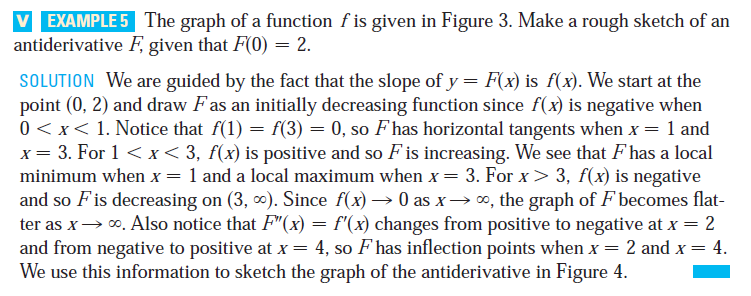 V EXAMPLE 5 The graph of a function f is given in Figure 3. Make a rough sketch of an
antiderivative F, given that F(0) = 2.
SOLUTION We are guided by the fact that the slope of y = F(x) is f(x). We start at the
point (0, 2) and draw F as an initially decreasing function since f(x) is negative when
0 < x < 1. Notice that f(1) = f(3) = 0, so F has horizontal tangents when x = 1 and
x = 3. For 1 < x < 3, f(x) is positive and so F is increasing. We see that F has a local
minimum when x = 1 and a local maximum when x = 3. For x > 3, f(x) is negative
and so F is decreasing on (3, ∞). Since f(x) → 0 as x → ∞, the graph of F becomes flat-
ter as x → ∞. Also notice that F″(x) = f′(x) changes from positive to negative at x = 2
and from negative to positive at x = 4, so F has inflection points when x = 2 and x = 4.
We use this information to sketch the graph of the antiderivative in Figure 4.